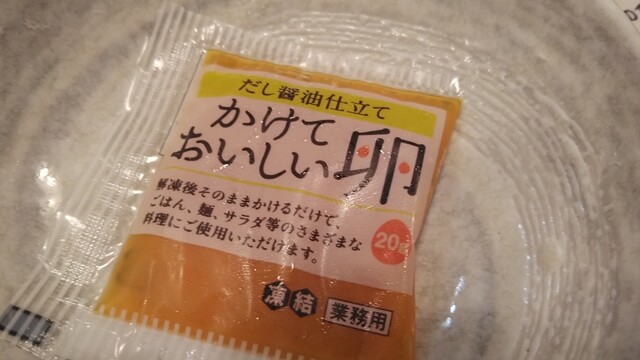 だし醤油仕立て
かけて
おいしい卵
解凍後そのままかけるだけで、
ごはん、麺、サラダ等のさまざまな
料理にご使用いただけます。
20g
凍結
業務用